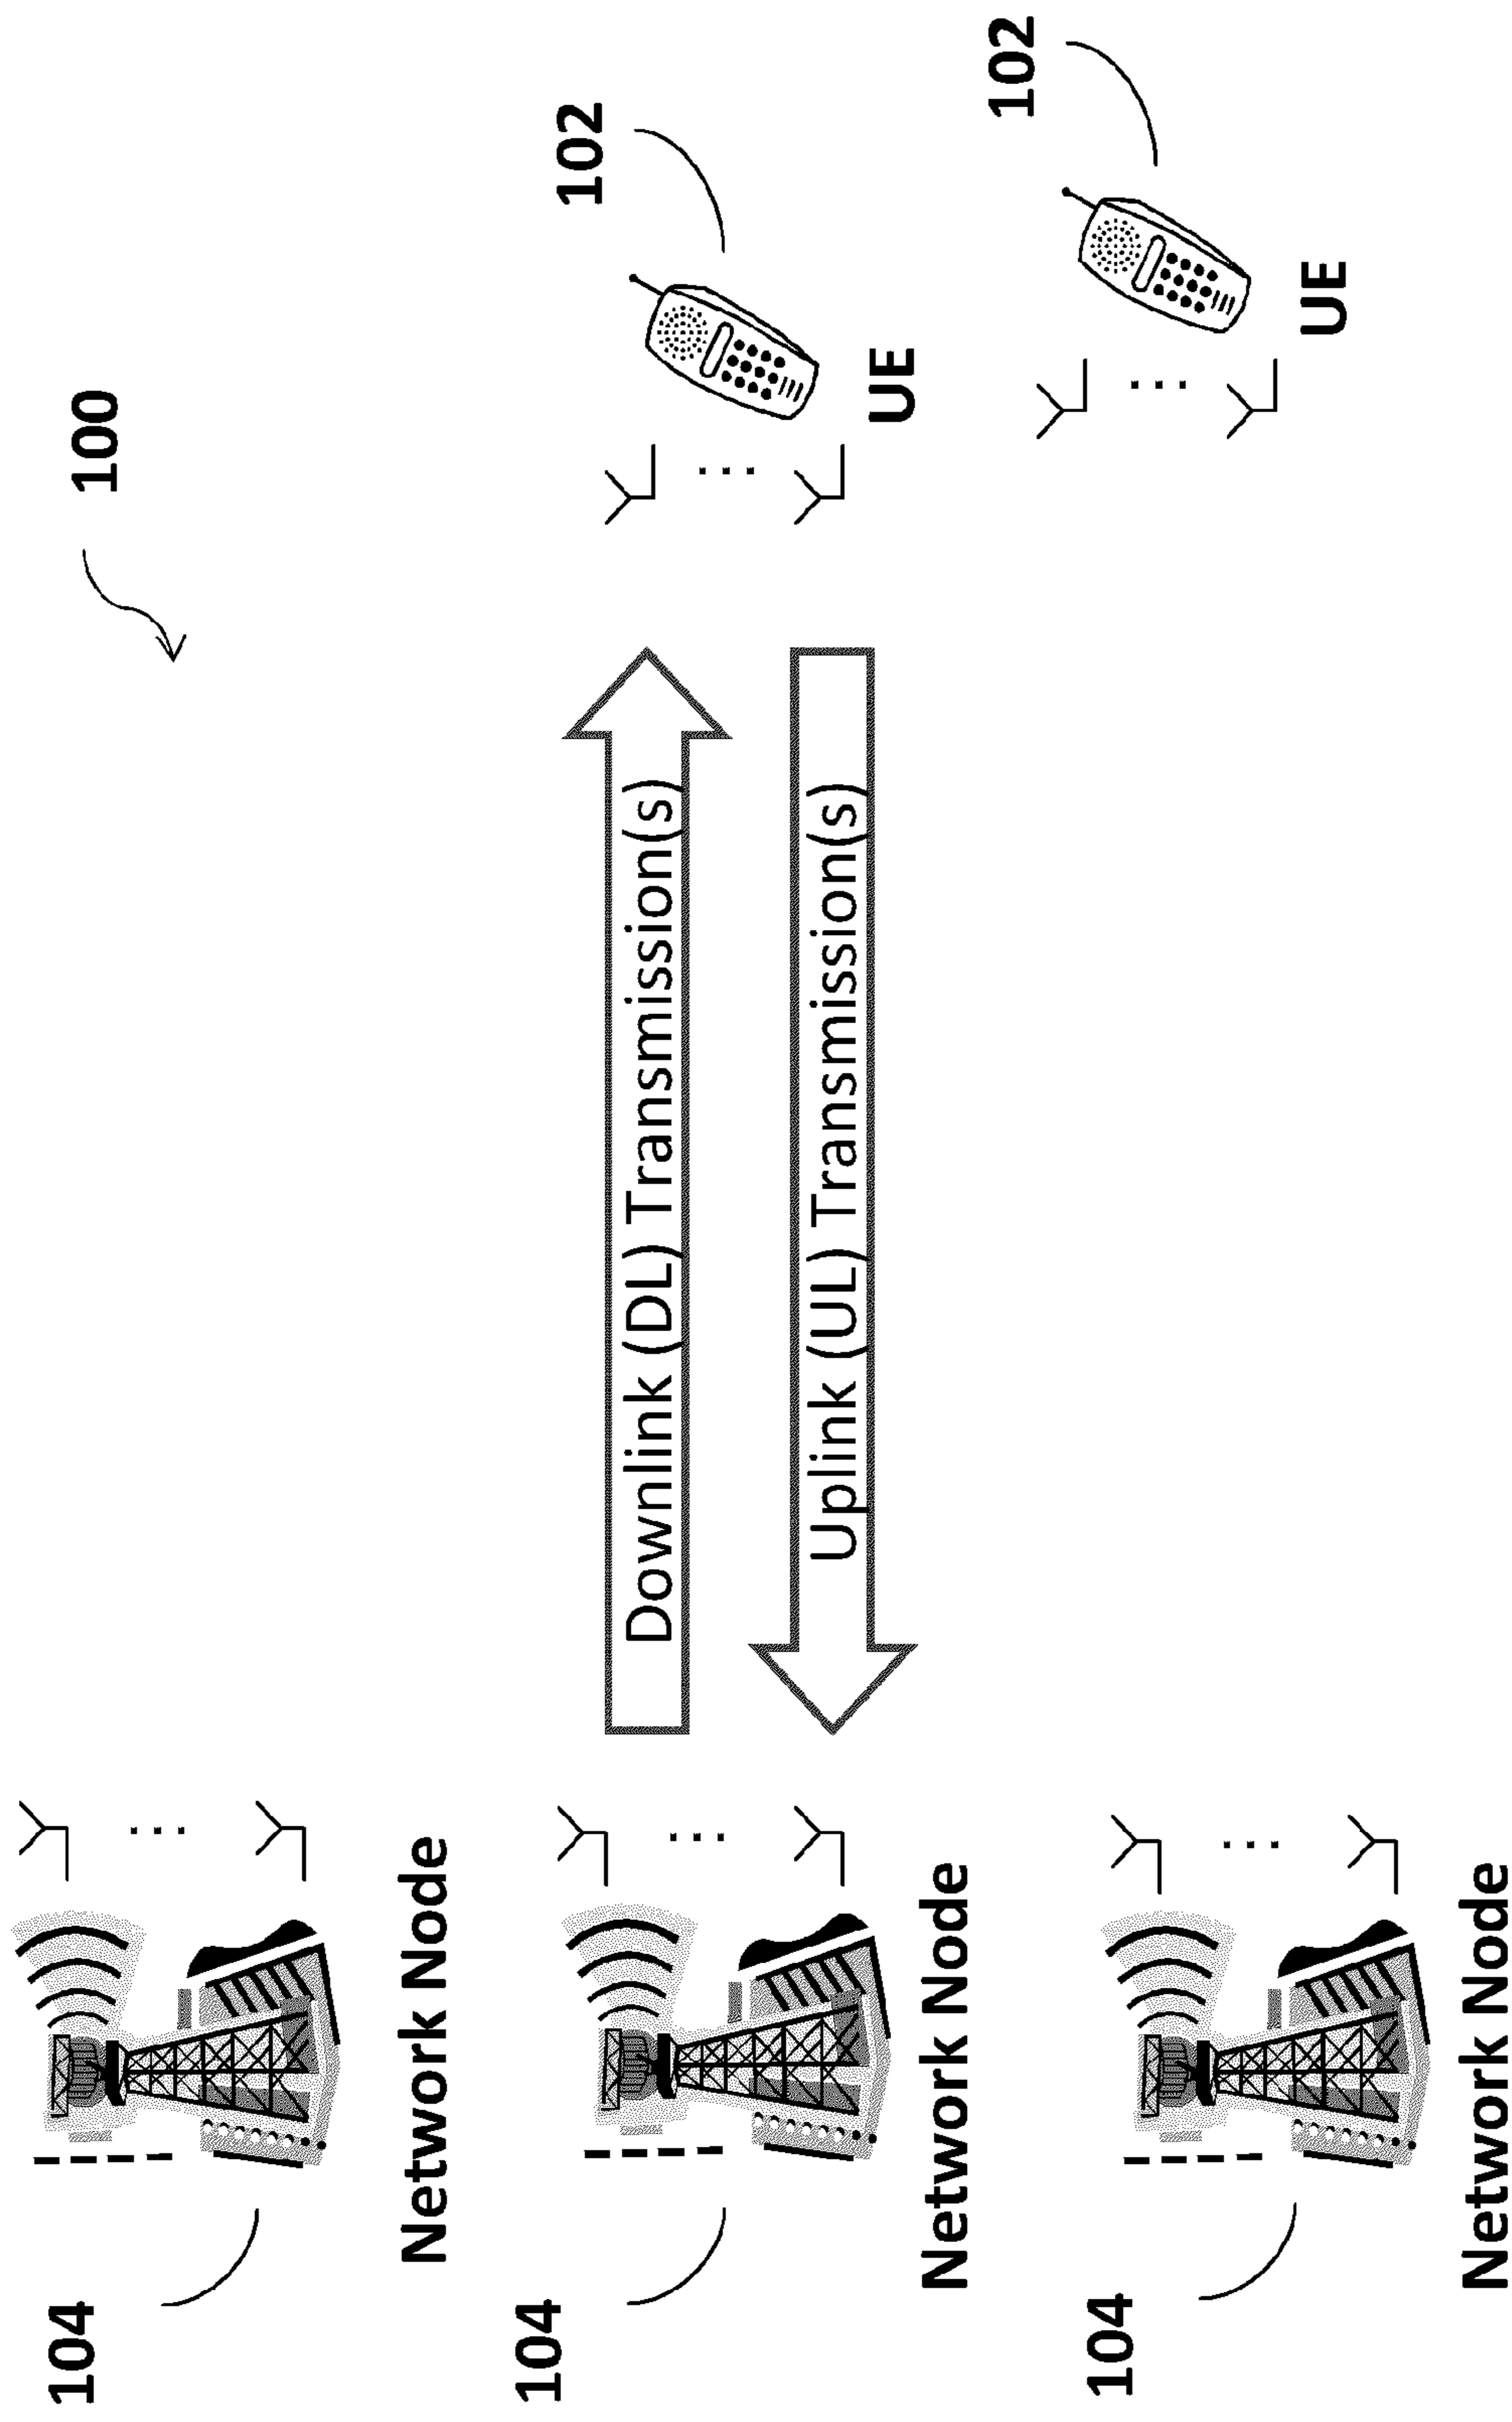 100
104
Network Node
104
Network Node
104
Network Node
Downlink (DL) Transmission(s)
Uplink (UL) Transmission(s)
102
UE
102
UE